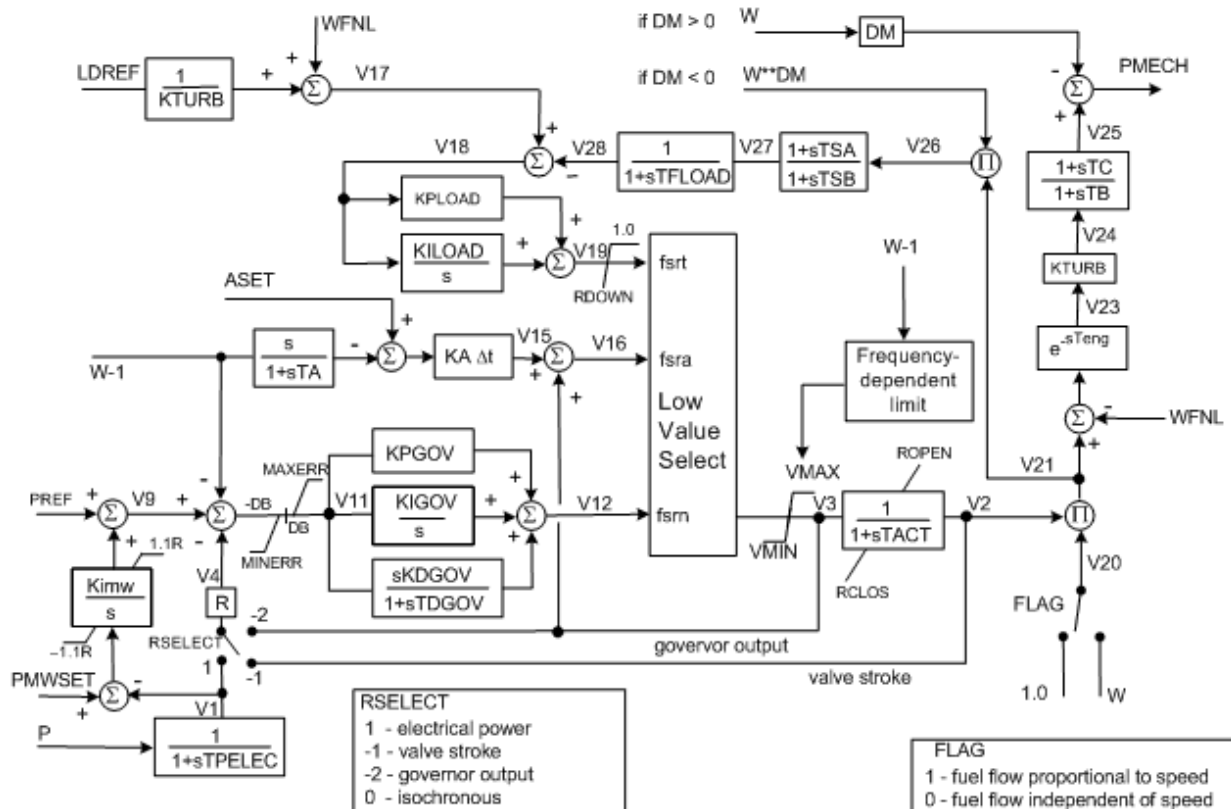 WFNL
if DM > 0
W
DM
LDREF
1
KTURB
+
+
Σ
V17
if DM < 0
W**DM
-
Σ
PMECH
+
V25
V18
+
Σ
-
V28
1
1+sTFLOAD
V27
1+sTSA
1+sTSB
V26
Π
1+sTC
1+sTB
KPLOAD
+
V24
KILOAD
s
+
Σ
V19
1.0
RDOWN
fsrt
W-1
KTURB
ASET
V23
+
W-1
s
1+sTA
-
Σ
KA Δt
V15
+
Σ
+
V16
fsra
Frequency-
dependent
limit
e-sTeng
Low
Value
Select
Σ
-
WFNL
+
KPGOV
VMAX
ROPEN
V21
MAXERR
-
+
PREF
+
Σ
V9
+
Σ
-
-DB
DB
MINERR
V11
KIGOV
s
+
Σ
+
V12
fsrn
VMIN
V3
1
1+sTACT
V2
Π
+
1.1R
Kimw
s
-1.1R
V4
R
sKDGOV
1+sTDGOV
RCLOS
V20
FLAG
RSELECT
-2
governor output
1
-1
valve stroke
PMWSET
+
Σ
-
V1
1.0
W
P
1
1+sTPELEC
RSELECT
1 - electrical power
-1 - valve stroke
-2 - governor output
0 - isochronous
FLAG
1 - fuel flow proportional to speed
0 - fuel flow independent of speed